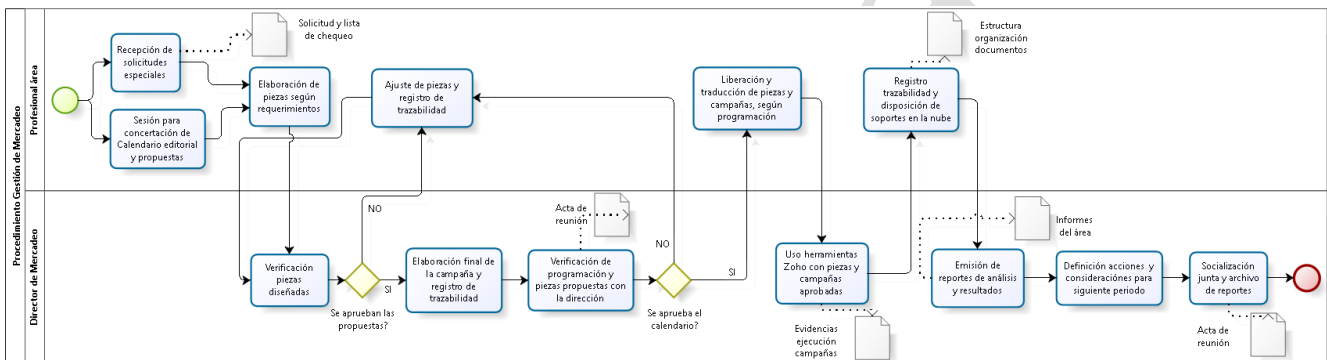 Procedimiento Gestión de Mercadeo
Profesional área
Solicitud y lista
de chequeo
Recepción de
solicitudes
especiales
Sesión para
concertación de
Calendario editorial
y propuestas
Elaboración de
piezas según
requerimientos
Ajuste de piezas y
registro de
trazabilidad
Liberación y
traducción de piezas y
campañas, según
programación
Registro
trazabilidad y
disposición de
soportes en la nube
Estructura
organización
documentos
Director de Mercadeo
Verificación
piezas
diseñadas
NO
SI
Se aprueban las
propuestas?
Elaboración final de
la campaña y
registro de
trazabilidad
Acta de
reunión
Verificación de
programación y
piezas propuestas con
la dirección
NO
SI
Se aprueba el
calendario?
Uso herramientas
Zoho con piezas y
campañas
aprobadas
Evidencias
ejecución
campañas
Informes
del área
Emisión de
reportes de análisis
y resultados
Definición acciones y
consideraciónes para
siguiente periodo
Socialización
junta y archivo
de reportes
Acta de
reunión